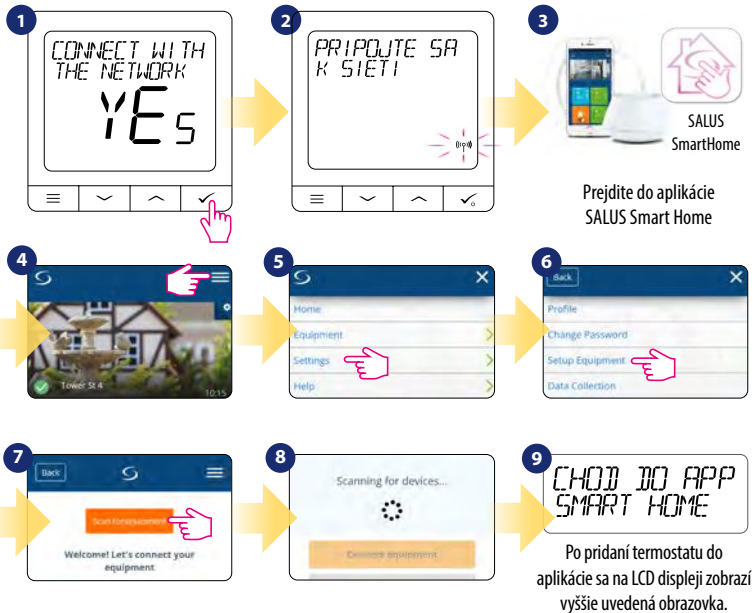 1
CONNECT WITH
THE NETWORK
YES
2
PRIPOJTE SA
K SIETI
3
SALUS
SmartHome
Prejdite do aplikácie
SALUS Smart Home
4
Tower St 4
10:15
5
Home
Equipment
Settings
Help
6
Back
Profile
Change Password
Setup Equipment
Data Collection
7
Back
Scan for equipment
Welcome! Let's connect your
equipment
8
Scanning for devices...
Connect equipment
9
CHOD DO APP
SMART HOME
Po pridaní termostatu do
aplikácie sa na LCD displeji zobrazí
vyššie uvedená obrazovka.